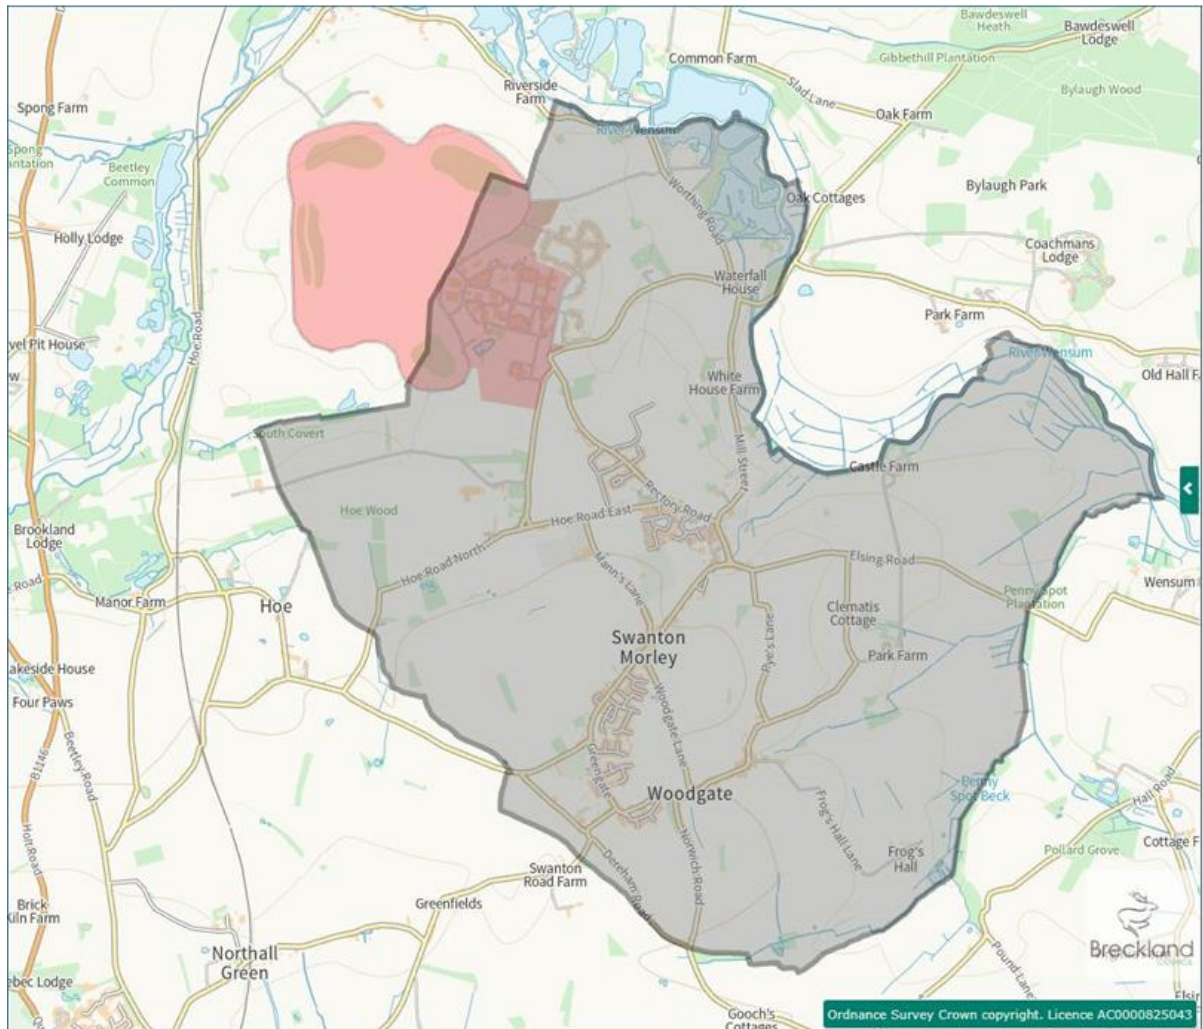 Bawdeswell
Heath
Bawdeswell
Lodge
Common Farm
Gibbethill Plantation
Riverside
Farm
Slad Lane
Bylaugh Wood
Spong Farm
Oak Farm
River Wensum
Spong
Beetley
Common
Worthing Road
Bylaugh Park
Oak Cottages
Holly Lodge
Coachmans
Lodge
Waterfall
House
Park Farm
Hoe Road
Pit House
River Wensum
Old Hall
White
House Farm
South Covert
Mill Street
Castle Farm
Hoe Wood
Rectory Road
Brookland
Lodge
Hoe Road East
Elsing Road
Hoe Road North
Mann's Lane
Wensum
Manor Farm
Hoe
Penny Spot
Plantation
Clematis
Cottage
Rye's Lane
Swanton
Morley
Park Farm
House
Four Paws
Woodgate Lane
B1146
Beetley Road
Greengate
Woodgate
Penny
Spot Beck
Hall Road
Frog's Hall Lane
Holt Road
Norwich Road
Pollard Grove
Cottage
Frog's
Hall
Swanton
Road Farm
Dereham Road
Brick
Kiln Farm
Greenfields
Breckland
Northall
Green
Pound Lane
Lodge
Gooch's
Cottages
Ordnance Survey Crown copyright. Licence AC0000825043